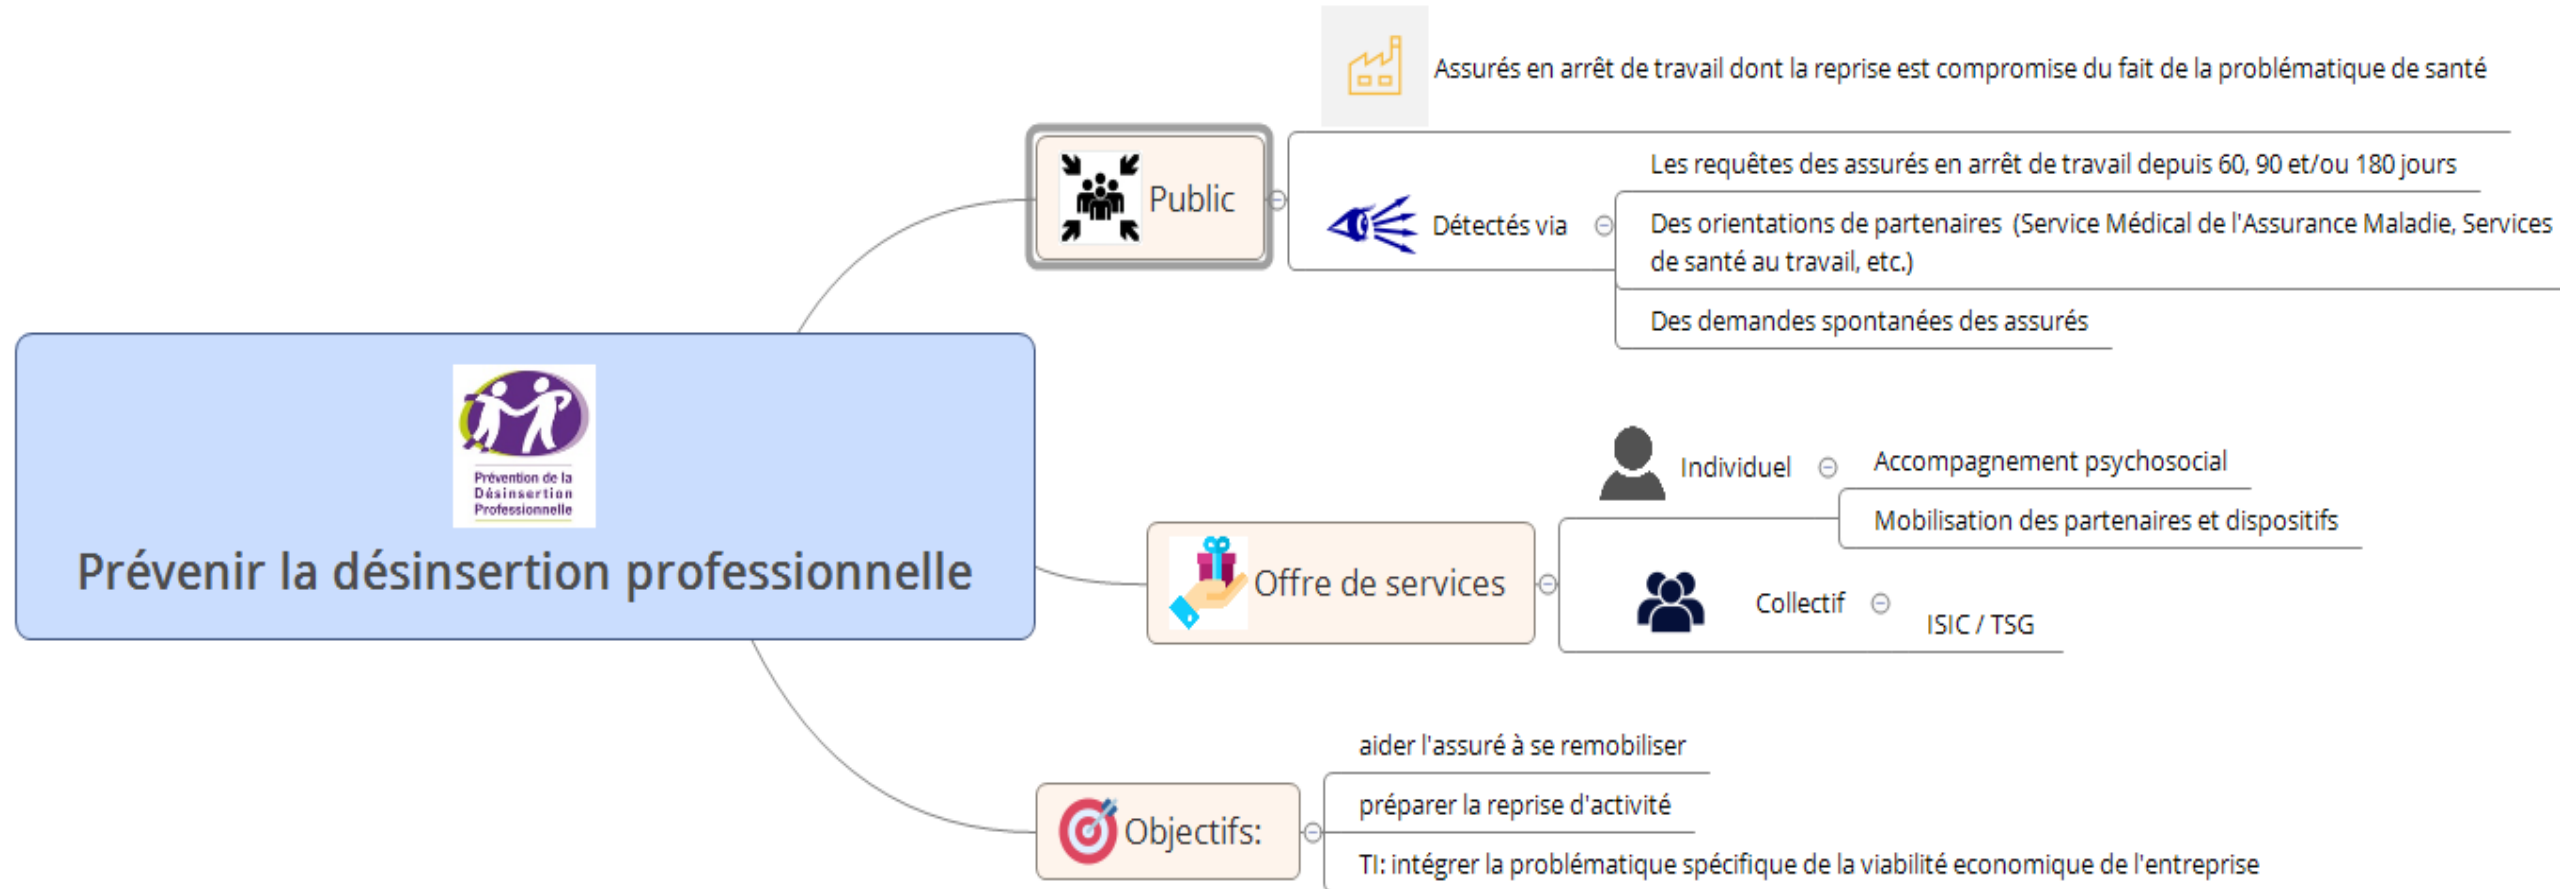 Assurés en arrêt de travail dont la reprise est compromise du fait de la problématique de santé
Public
Détectés via
Les requêtes des assurés en arrêt de travail depuis 60, 90 et/ou 180 jours
Des orientations de partenaires (Service Médical de l'Assurance Maladie, Services
de santé au travail, etc.)
Des demandes spontanées des assurés
Prévention de la
Désinsertion
Professionnelle
Prévenir la désinsertion professionnelle
Offre de services
Individuel
Accompagnement psychosocial
Mobilisation des partenaires et dispositifs
Collectif
ISIC / TSG
Objectifs:
aider l'assuré à se remobiliser
préparer la reprise d'activité
TI: intégrer la problématique spécifique de la viabilité economique de l'entreprise